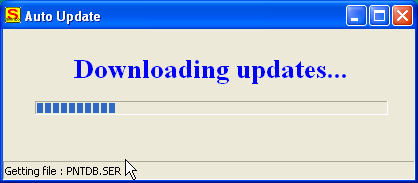 Auto Update
Downloading updates...
Getting file : PNTDB.SER